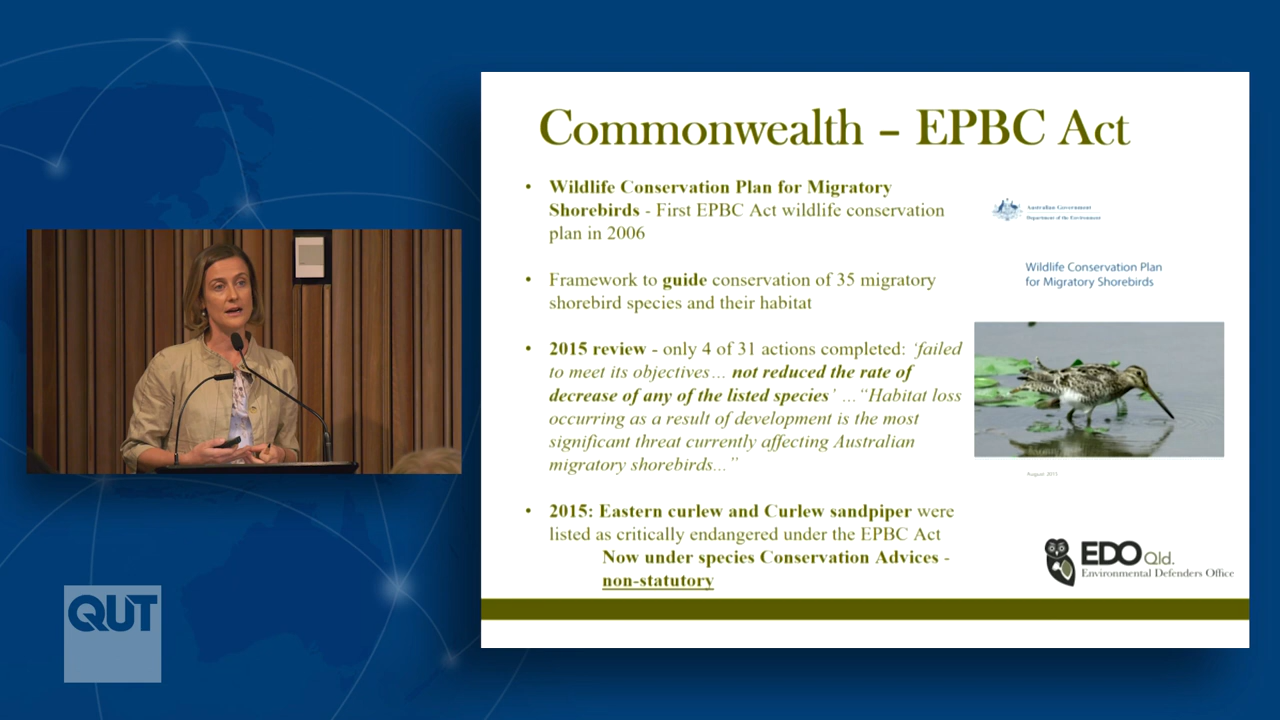 Commonwealth – EPBC Act
• Wildlife Conservation Plan for Migratory
Shorebirds - First EPBC Act wildlife conservation
plan in 2006
• Framework to guide conservation of 35 migratory
shorebird species and their habitat
• 2015 review - only 4 of 31 actions completed: ‘failed
to meet its objectives… not reduced the rate of
decrease of any of the listed species’ …“Habitat loss
occurring as a result of development is the most
significant threat currently affecting Australian
migratory shorebirds…”
• 2015: Eastern curlew and Curlew sandpiper were
listed as critically endangered under the EPBC Act
Now under species Conservation Advices -
non-statutory
Australian Government
Department of the Environment
Wildlife Conservation Plan
for Migratory Shorebirds
August 2015
EDO Qld.
Environmental Defenders Office
QUT